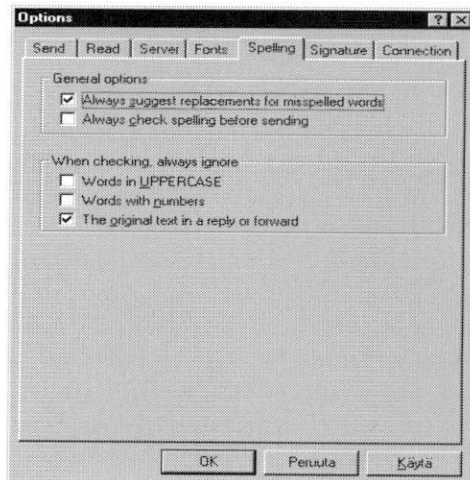 Options
Send Read Server Fonts Spelling Signature Connection
General options
Always suggest replacements for misspelled words
Always check spelling before sending
When checking, always ignore
Words in UPPERCASE
Words with numbers
The original text in a reply or forward
OK Peruuta Käytä